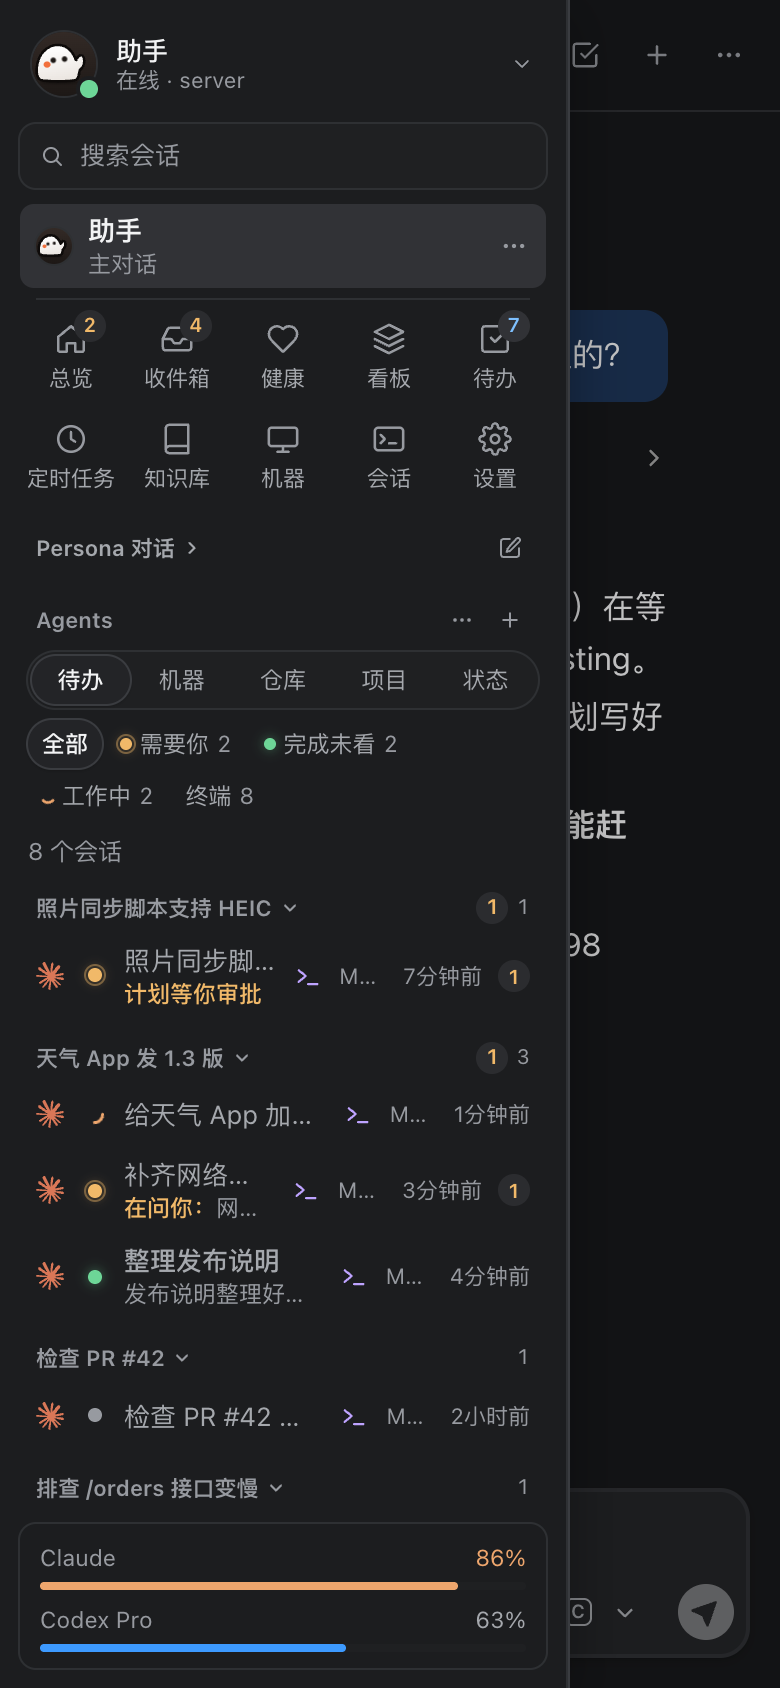 助手
在线 · server
搜索会话
助手
主对话
2
4
7
总览
收件箱
健康
看板
待办
定时任务
知识库
机器
会话
设置
的?
Persona 对话
Agents
）在等
sting。
划写好
能赶
98
待办
机器
仓库
项目
状态
全部
需要你 2
完成未看 2
工作中 2
终端 8
8 个会话
照片同步脚本支持 HEIC
1 1
照片同步脚...
M...
7分钟前
1
计划等你审批
天气 App 发 1.3 版
1 3
给天气 App 加...
M...
1分钟前
补齐网络...
M...
3分钟前
1
在问你：网...
整理发布说明
M...
4分钟前
发布说明整理好...
检查 PR #42
1
检查 PR #42 ...
M...
2小时前
排查 /orders 接口变慢
1
Claude
86%
Codex Pro
63%
C